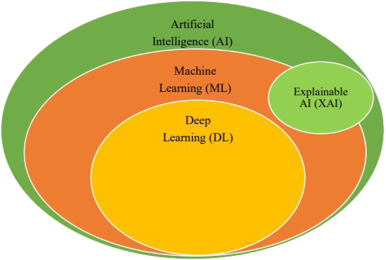 Artificial
Intelligence (AI)
Machine
Learning (ML)
Explainable
AI (XAI)
Deep
Learning (DL)